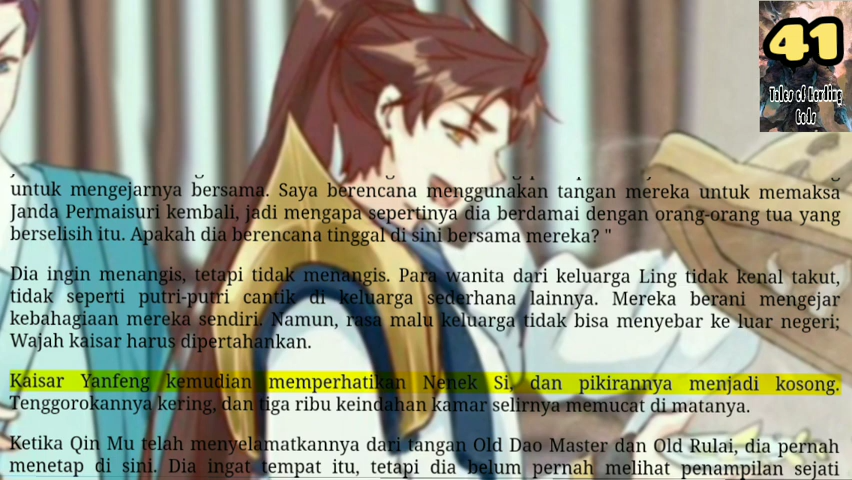 41
Tales of Herding
Gods
untuk mengejarnya bersama. Saya berencana menggunakan tangan mereka untuk memaksa
Janda Permaisuri kembali, jadi mengapa sepertinya dia berdamai dengan orang-orang tua yang
berselisih itu. Apakah dia berencana tinggal di sini bersama mereka? "
Dia ingin menangis, tetapi tidak menangis. Para wanita dari keluarga Ling tidak kenal takut,
tidak seperti putri-putri cantik di keluarga sederhana lainnya. Mereka berani mengejar
kebahagiaan mereka sendiri. Namun, rasa malu keluarga tidak bisa menyebar ke luar negeri;
Wajah kaisar harus dipertahankan.
Kaisar Yanfeng kemudian memperhatikan Nenek Si, dan pikirannya menjadi kosong.
Tenggorokannya kering, dan tiga ribu keindahan kamar selirnya memucat di matanya.
Ketika Qin Mu telah menyelamatkannya dari tangan Old Dao Master dan Old Rulai, dia pernah
menetap di sini. Dia ingat tempat itu, tetapi dia belum pernah melihat penampilan sejati